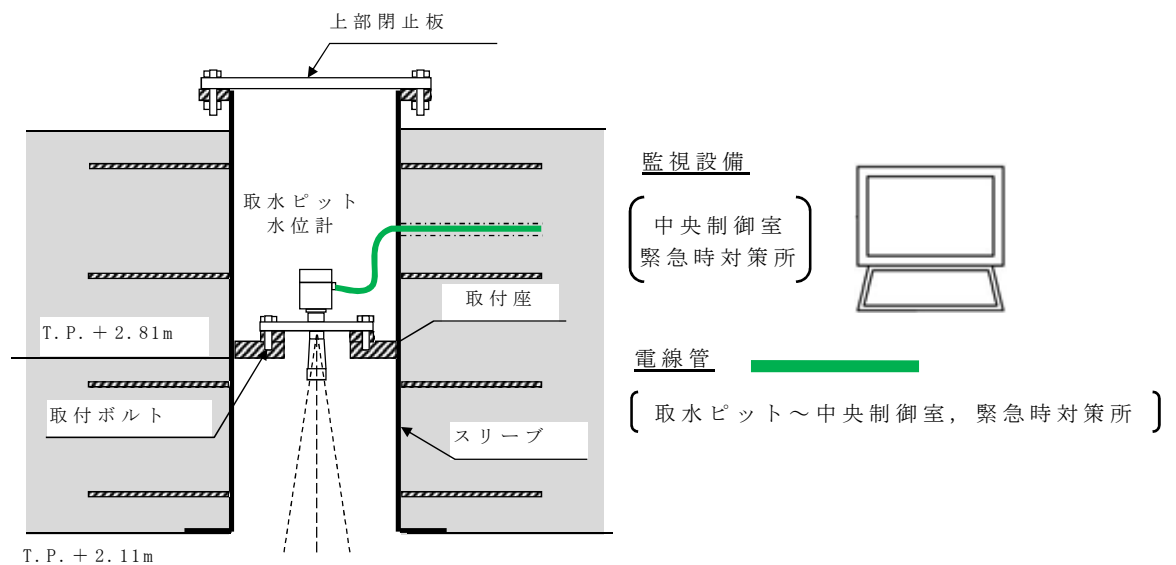 上部閉止板
取水ピット
水位計
取付座
T.P.＋2.81m
取付ボルト
スリーブ
T.P.＋2.11m
監視設備
中央制御室
緊急時対策所
電線管
取水ピット～中央制御室，緊急時対策所